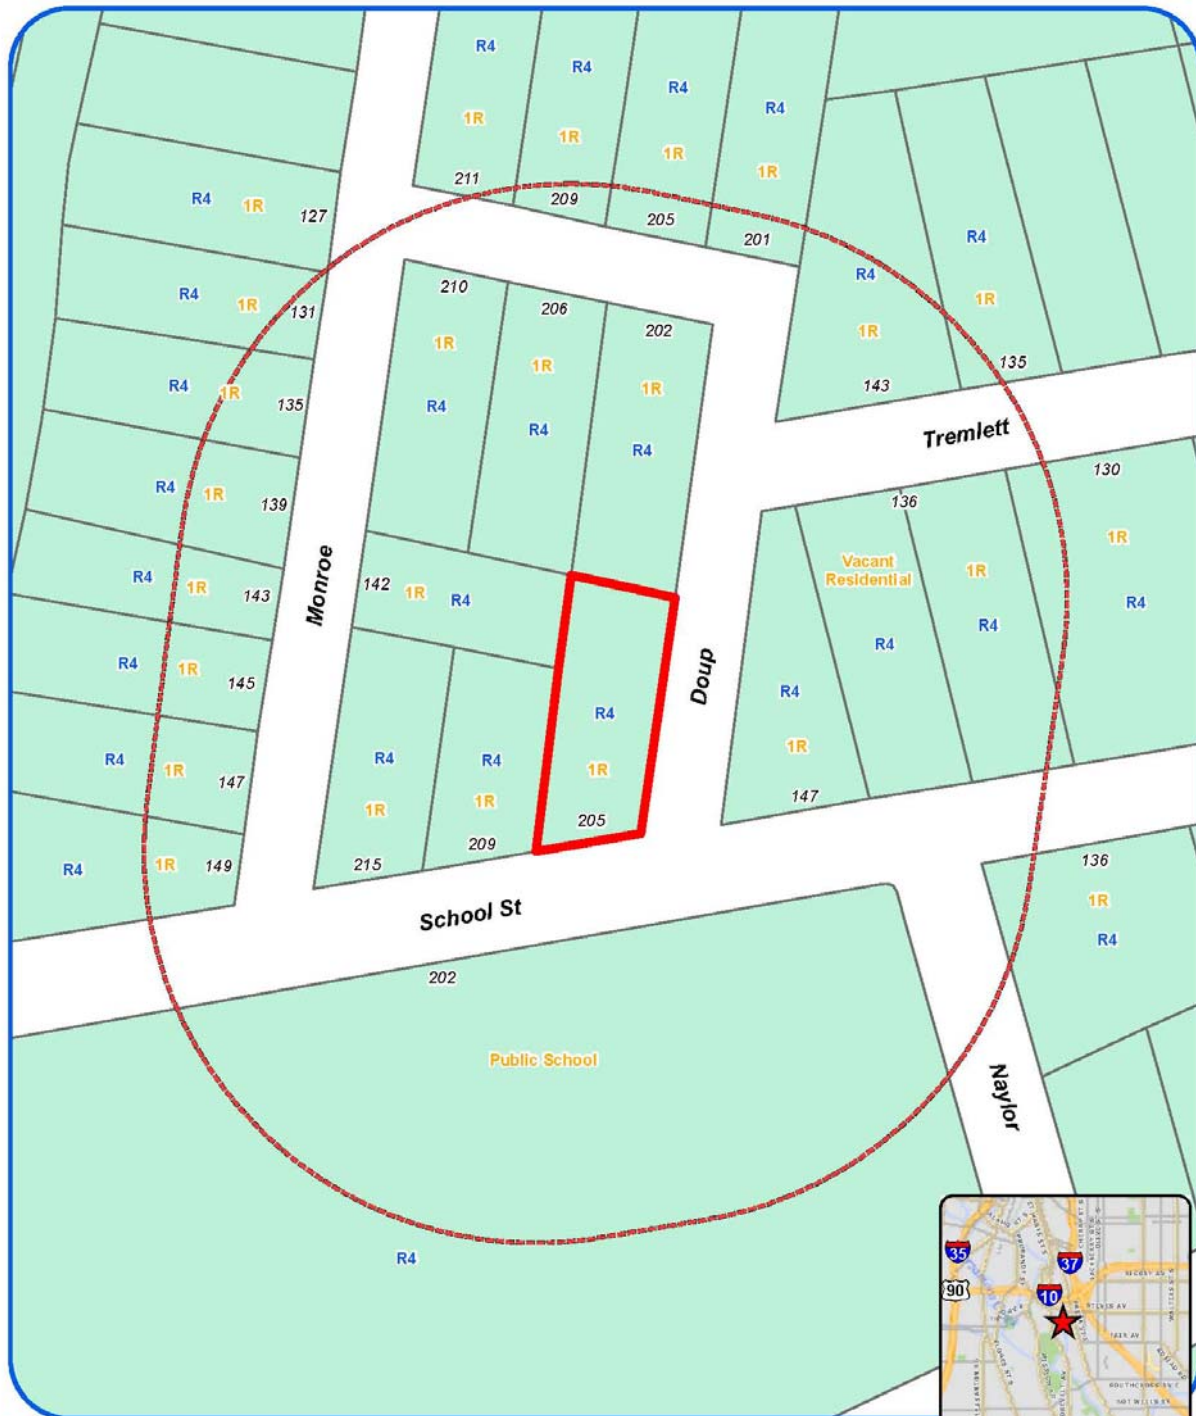 R4
R4
R4
R4
1R
1R
1R
1R
211
209
205
201
R4 1R 127
R4 1R 131
R4 1R 135
R4 1R 139
R4 1R 143
R4 1R 145
R4 1R 147
R4 1R 149
210
206
202
1R
1R
1R
R4
R4
R4
R4
1R
143
R4
1R
135
Tremlett
130
136
1R
R4
Vacant
Residential
R4
1R
R4
R4
1R
147
Monroe
142 1R R4
Doup
R4
1R
205
R4
1R
209
R4
1R
215
School St
202
Public School
R4
136
1R
R4
Naylor
35
37
90
10